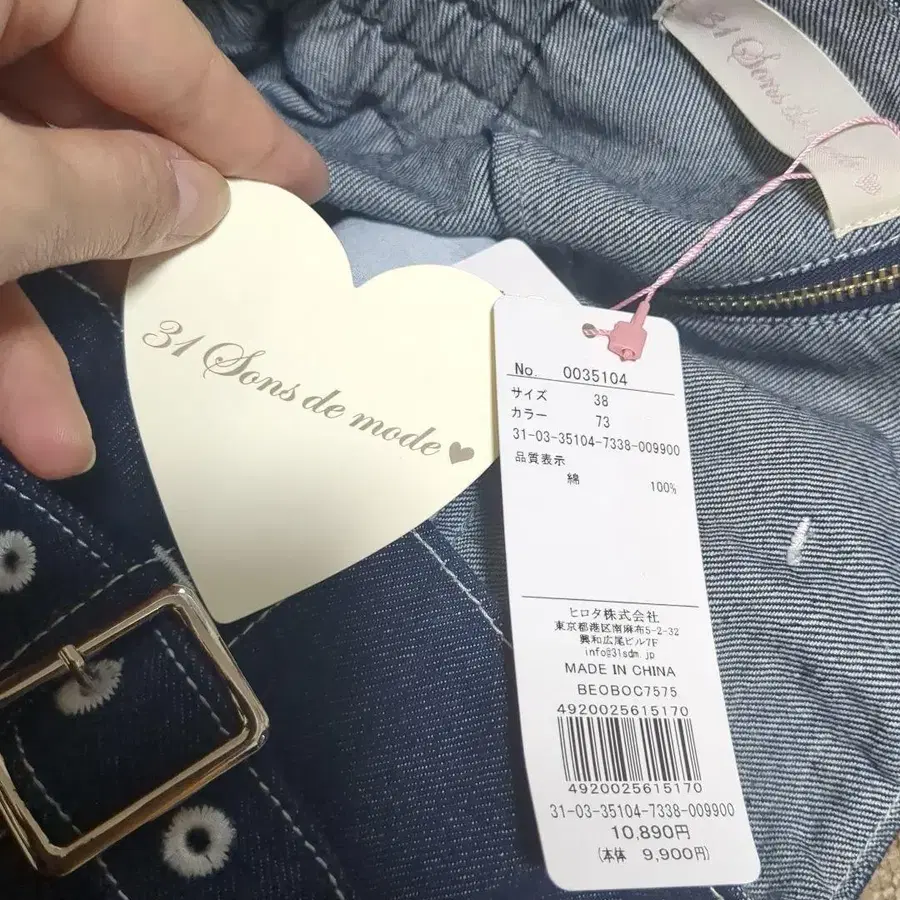 31 Sons de mode
31 Sons de mode
No. 0035104
サイズ 38
カラー 73
31-03-35104-7338-009900
品質表示
綿 100%
ヒロタ株式会社
東京都港区南麻布5-2-32
興和広尾ビル7F
info@31sdm.jp
MADE IN CHINA
BEOBOC7575
4920025615170
4920025615170
31-03-35104-7338-009900
10,890円
(本体 9,900円)